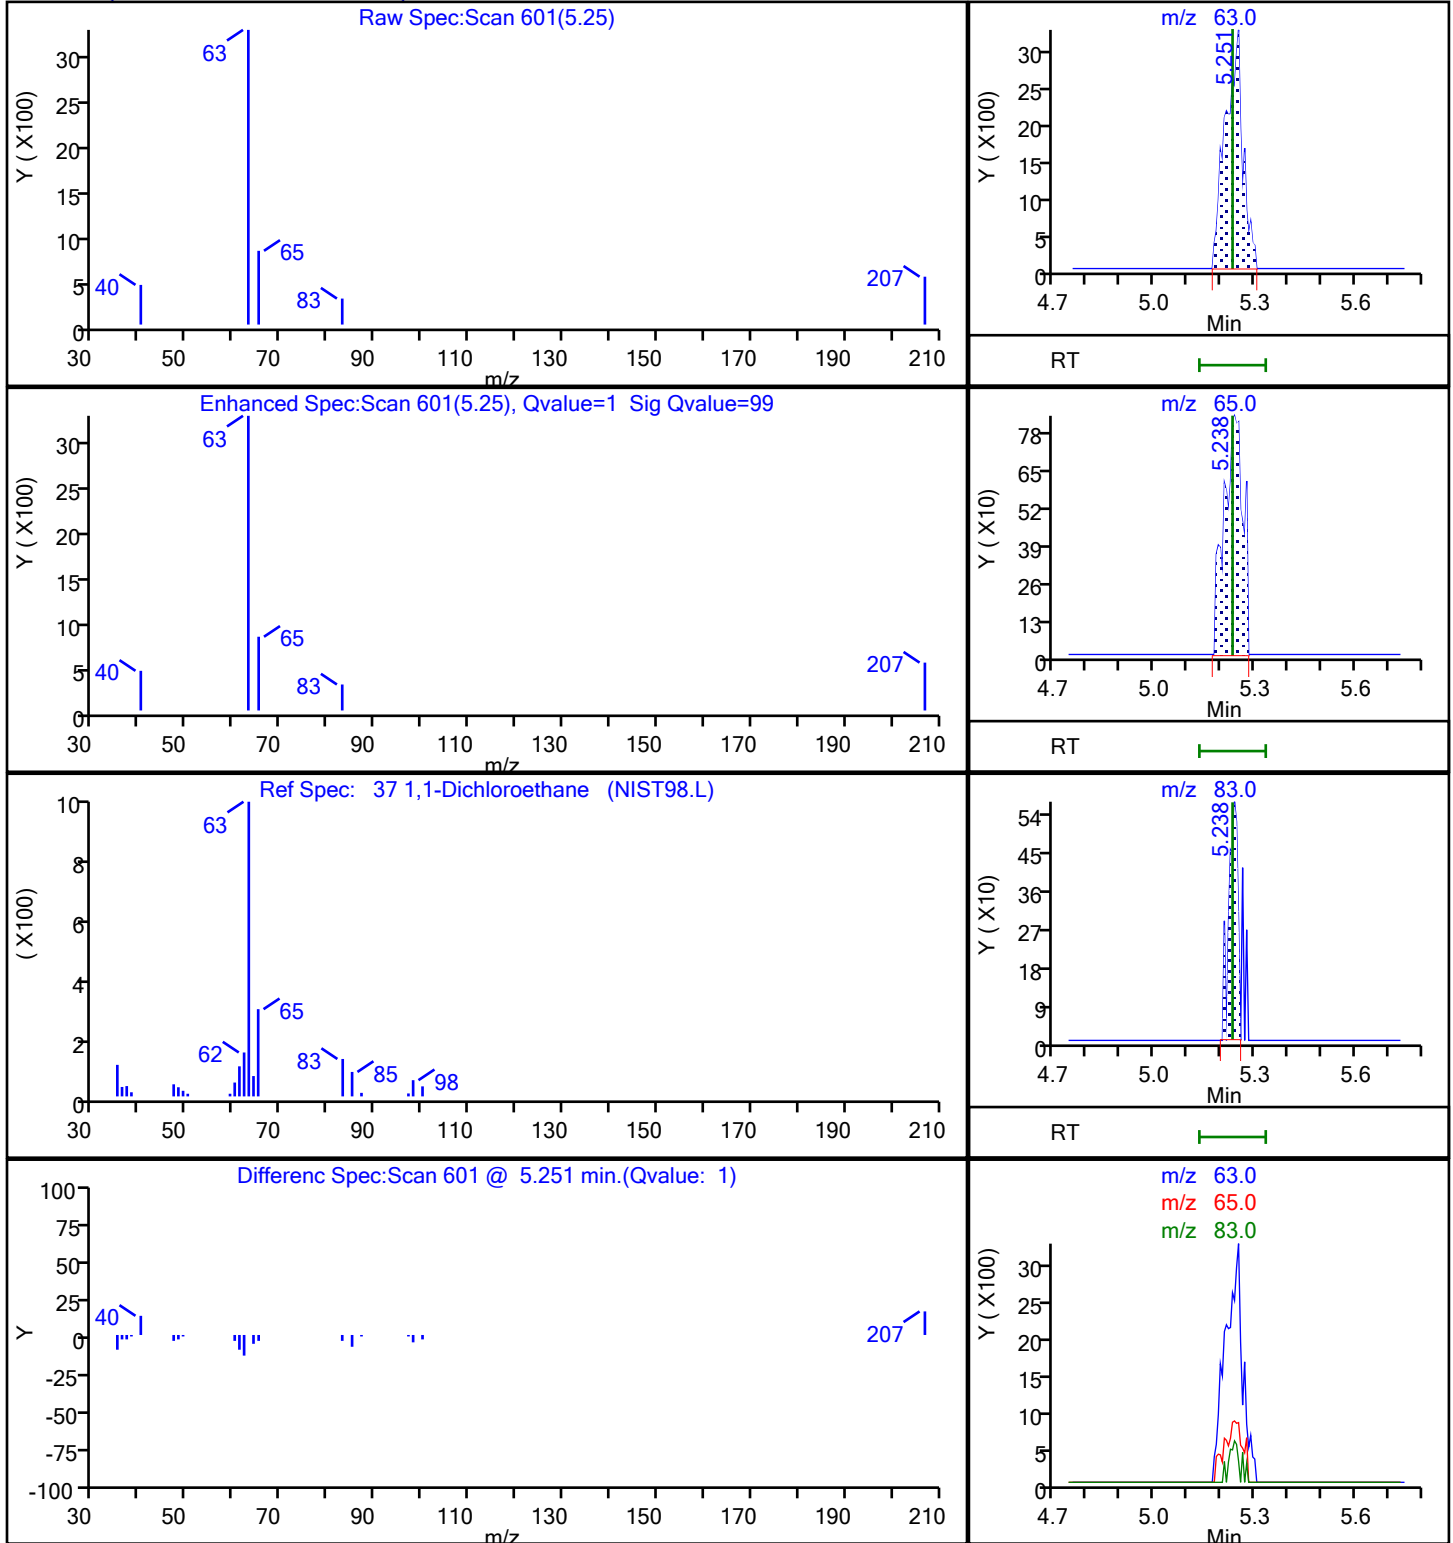 Raw Spec:Scan 601(5.25)
Y ( X100)
30
25
20
15
10
5
0
63
65
40
83
207
30 50 70 90 110 130 150 170 190 210
m/z
m/z 63.0
Y ( X100)
30
25
20
15
10
5
0
5.251
4.7 5.0 5.3 5.6
Min
RT
Enhanced Spec:Scan 601(5.25), Qvalue=1 Sig Qvalue=99
Y ( X100)
30
25
20
15
10
5
0
63
65
40
83
207
30 50 70 90 110 130 150 170 190 210
m/z
m/z 65.0
Y ( X10)
78
65
52
39
26
13
0
5.238
4.7 5.0 5.3 5.6
Min
RT
Ref Spec: 37 1,1-Dichloroethane (NIST98.L)
( X100)
10
8
6
4
2
0
63
65
62
83
85
98
30 50 70 90 110 130 150 170 190 210
m/z 83.0
Y ( X10)
54
45
36
27
18
9
0
5.238
4.7 5.0 5.3 5.6
Min
RT
Differenc Spec:Scan 601 @ 5.251 min.(Qvalue: 1)
Y
100
75
50
25
0
-25
-50
-75
-100
40
207
30 50 70 90 110 130 150 170 190 210
m/z
m/z 63.0
m/z 65.0
m/z 83.0
Y ( X100)
30
25
20
15
10
5
0
4.7 5.0 5.3 5.6
Min